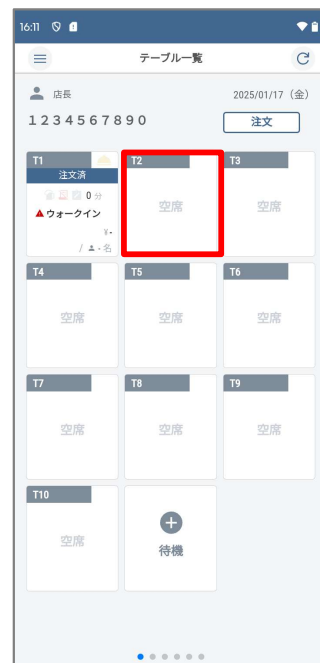 16:11
テーブル一覧
店長
2025/01/17（金）
１２３４５６７８９０
注文
T1
注文済
0 分
ウォークイン
¥-
/ - 名
T2
空席
T3
空席
T4
空席
T5
空席
T6
空席
T7
空席
T8
空席
T9
空席
T10
空席
待機